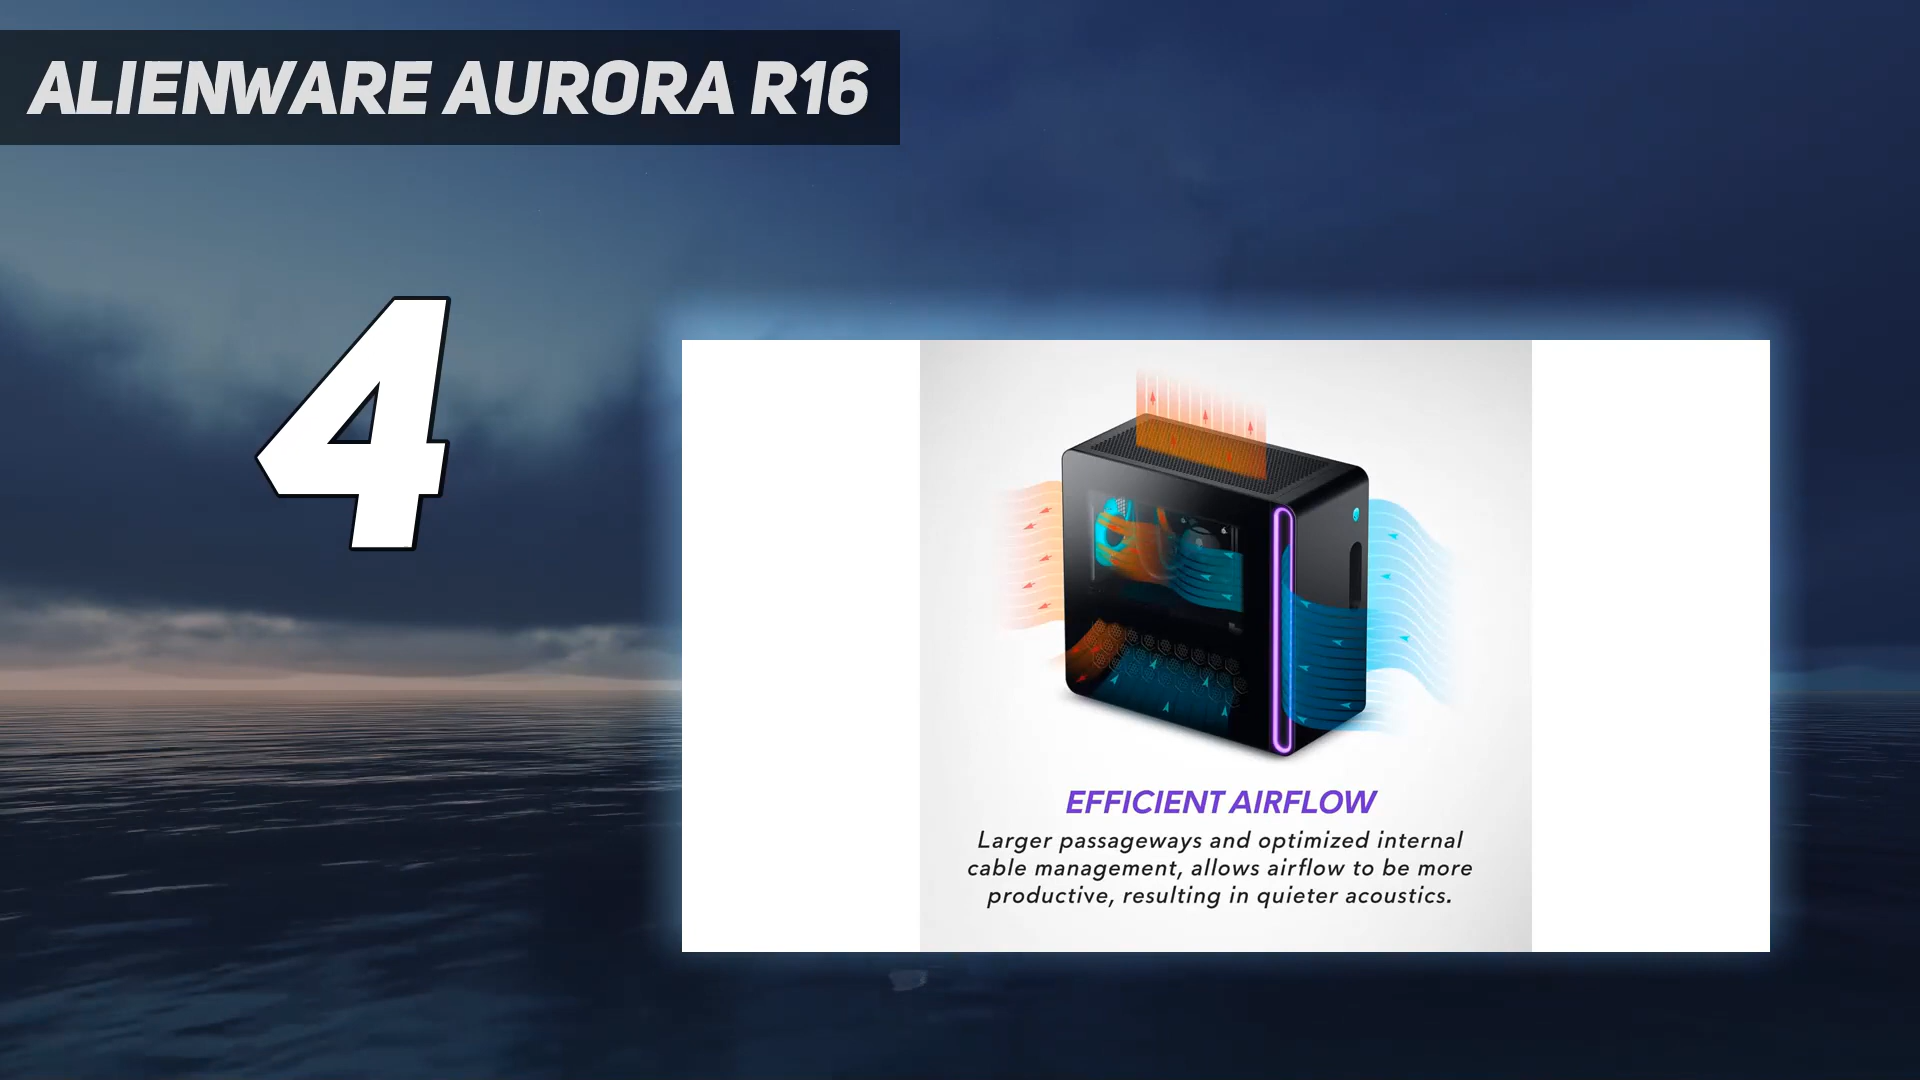 ALIENWARE AURORA R16
4
EFFICIENT AIRFLOW
Larger passageways and optimized internal
cable management, allows airflow to be more
productive, resulting in quieter acoustics.